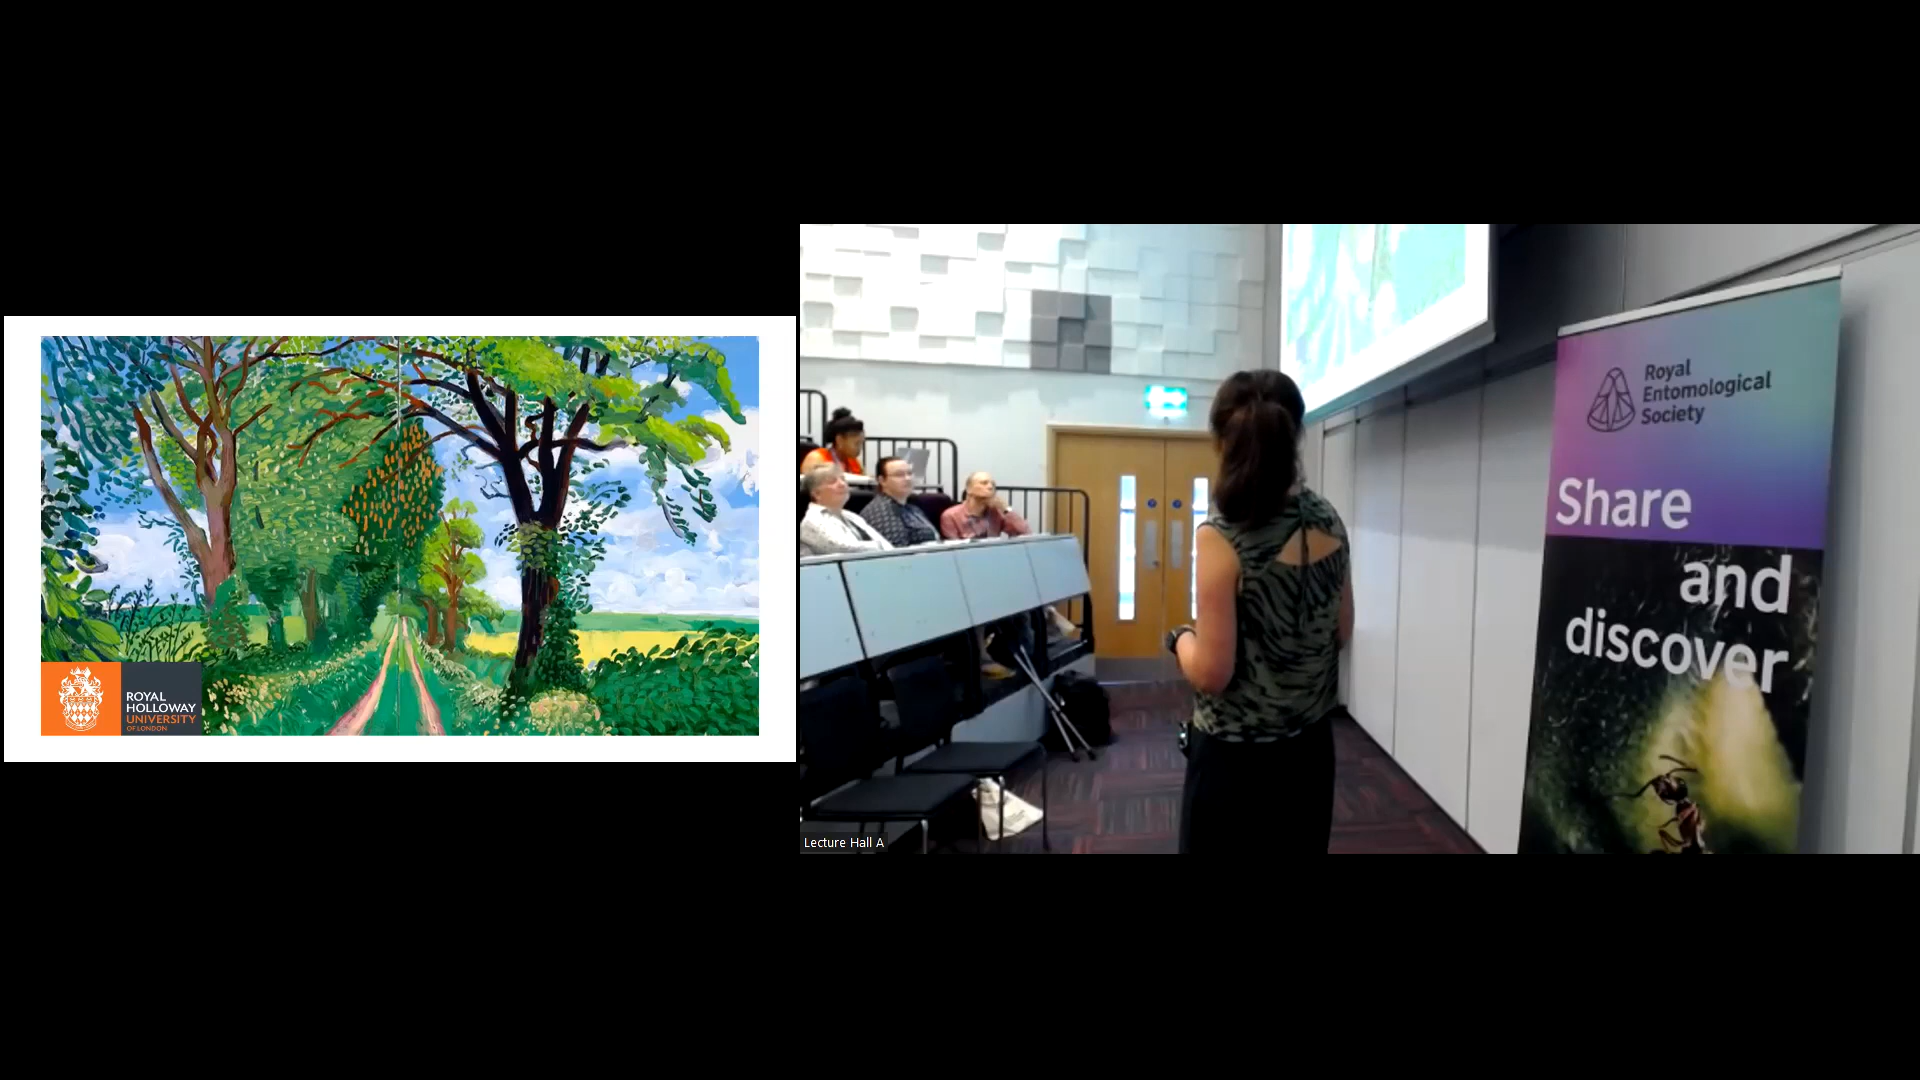 ROYAL
HOLLOWAY
UNIVERSITY
OF LONDON
Royal
Entomological
Society
Share
and
discover
Lecture Hall A